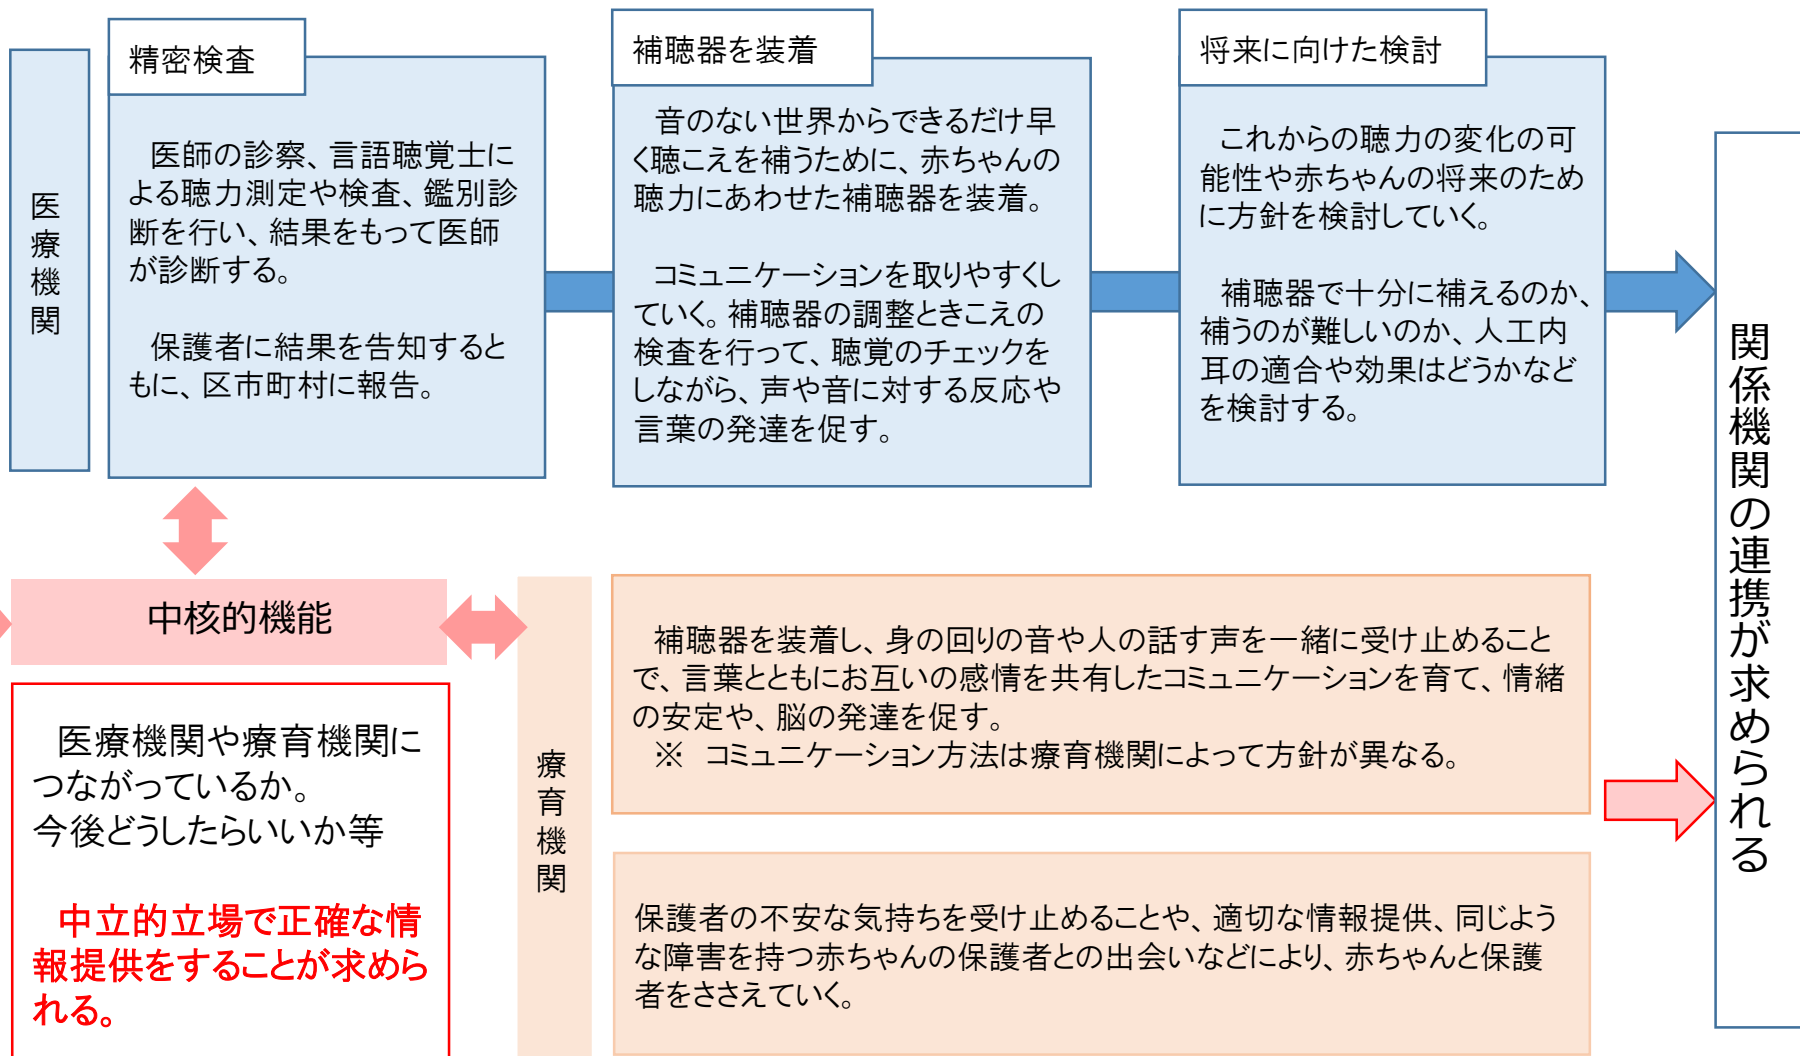 医療機関
精密検査
医師の診察、言語聴覚士に
よる聴力測定や検査、鑑別診
断を行い、結果をもって医師
が診断する。
保護者に結果を告知するとと
もに、区市町村に報告。
補聴器を装着
音のない世界からできるだけ早
く聴こえを補うために、赤ちゃんの
聴力にあわせた補聴器を装着。
コミュニケーションを取りやすくし
ていく。補聴器の調整ときこえの
検査を行って、聴覚のチェックを
しながら、声や音に対する反応や
言葉の発達を促す。
将来に向けた検討
これからの聴力の変化の可
能性や赤ちゃんの将来のため
に方針を検討していく。
補聴器で十分に補えるのか、
補うのが難しいのか、人工内
耳の適合や効果はどうかなど
を検討する。
中核的機能
医療機関や療育機関に
つながっているか。
今後どうしたらいいか等
中立的立場で正確な情
報提供をすることが求めら
れる。
療育機関
補聴器を装着し、身の回りの音や人の話す声を一緒に受け止めること
で、言葉とともにお互いの感情を共有したコミュニケーションを育て、情緒
の安定や、脳の発達を促す。
※ コミュニケーション方法は療育機関によって方針が異なる。
保護者の不安な気持ちを受け止めることや、適切な情報提供、同じよう
な障害を持つ赤ちゃんの保護者との出会いなどにより、赤ちゃんと保護
者をささえていく。
関係機関の連携が求められる